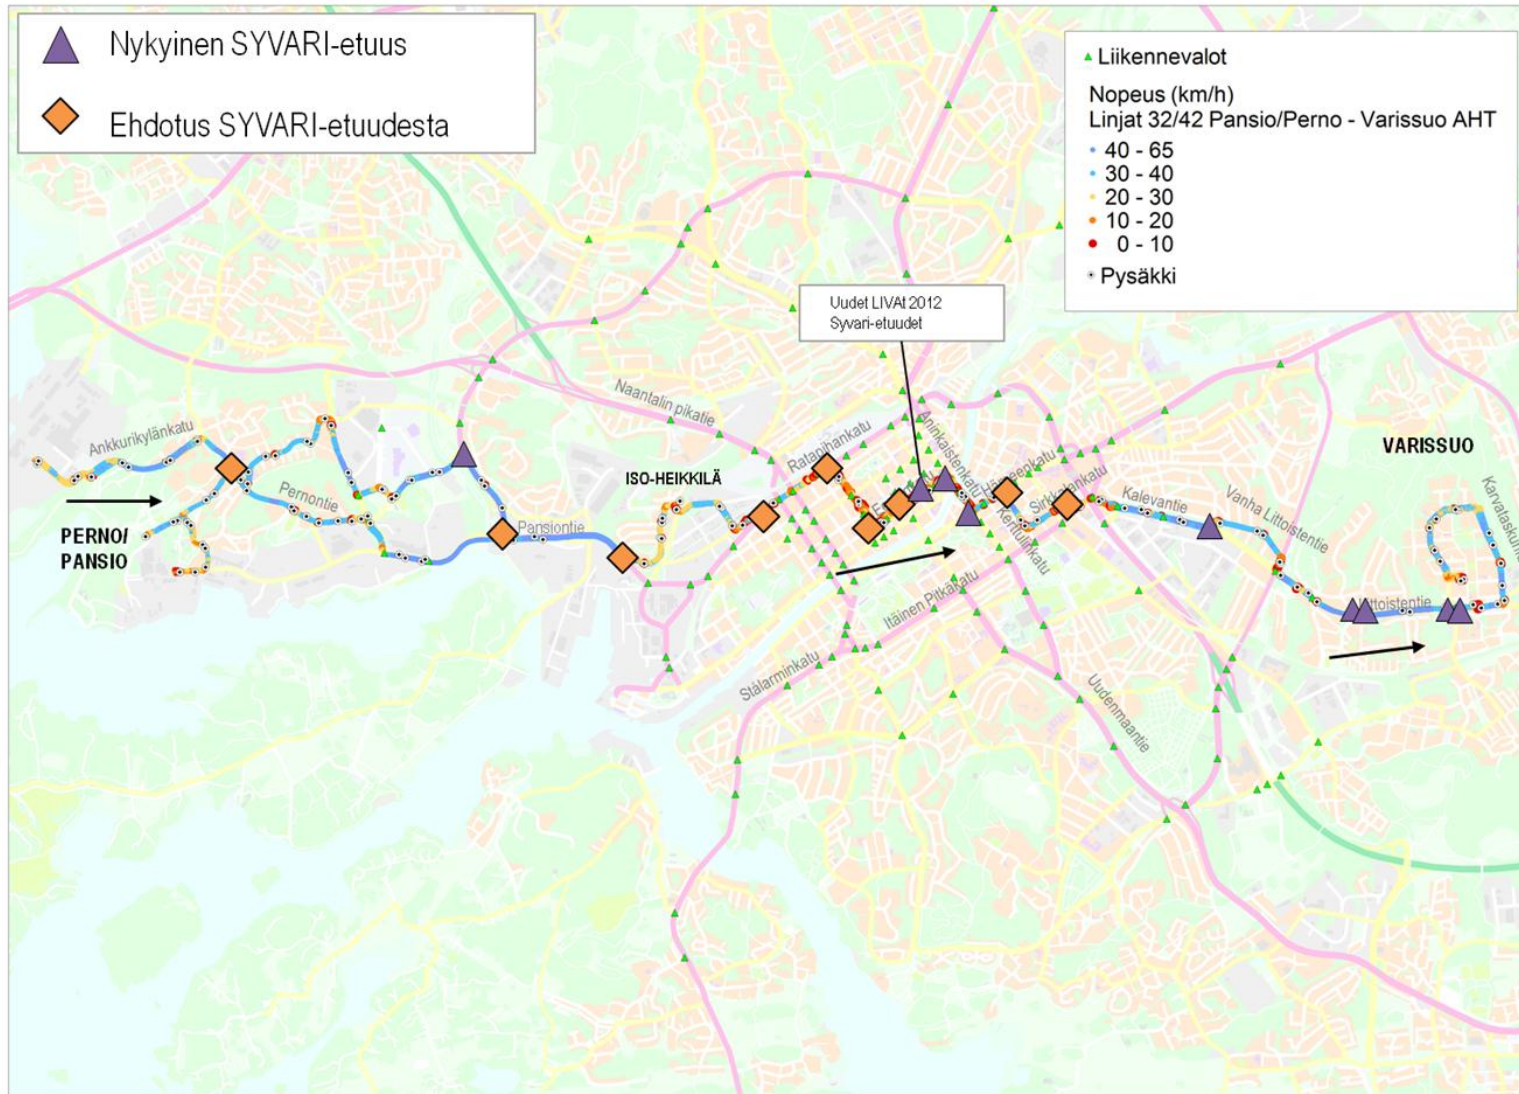 Nykyinen SYVARI-etuus
Ehdotus SYVARI-etuudesta
Liikennevalot
Nopeus (km/h)
Linjat 32/42 Pansio/Perno - Varissuo AHT
40 - 65
30 - 40
20 - 30
10 - 20
0 - 10
Pysäkki
Uudet LIVAt 2012
Syvari-etuudet
Naantalin pikatie
Ankkurikylänkatu
Ratapihankatu
Aninkaistenkatu
Hämeenkatu
VARISSUO
ISO-HEIKKILÄ
Sirkkalankatu
Kalevantie
Vanha Littoistentie
Pernontie
Pansiontie
PERNO/
PANSIO
Kerttulinkatu
Itäinen Pitkäkatu
Littoistentie
Stålarminkatu
Uudenmaantie